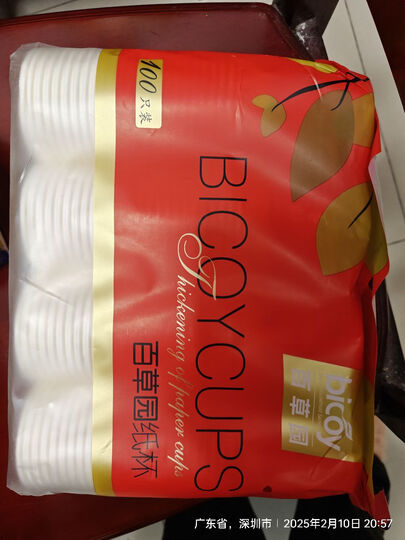 100只装
BICOYCUPS
Thickening of paper cups
百草园纸杯
bicoy
百草园
广东省，深圳市 | 2025年2月10日 20:57